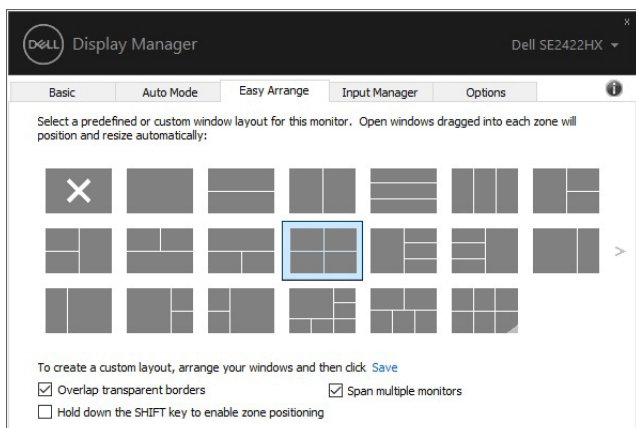 x
DELL Display Manager Dell SE2422HX
Basic Auto Mode Easy Arrange Input Manager Options i
Select a predefined or custom window layout for this monitor. Open windows dragged into each zone will
position and resize automatically:
>
To create a custom layout, arrange your windows and then click Save
Overlap transparent borders Span multiple monitors
Hold down the SHIFT key to enable zone positioning